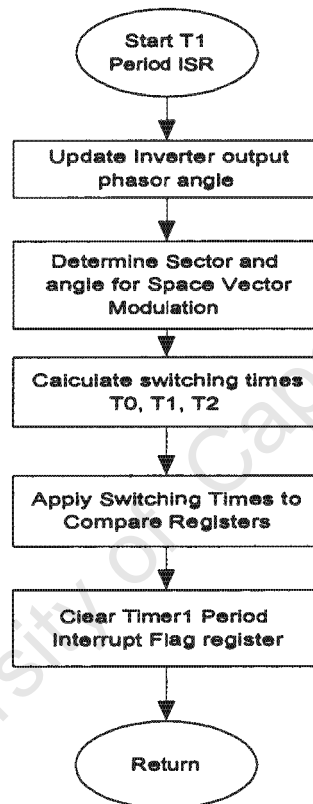 Start T1
Period ISR
Update Inverter output
phasor angle
Determine Sector and
angle for Space Vector
Modulation
Calculate switching times
T0, T1, T2
Apply Switching Times to
Compare Registers
Clear Timer1 Period
Interrupt Flag register
Return
of